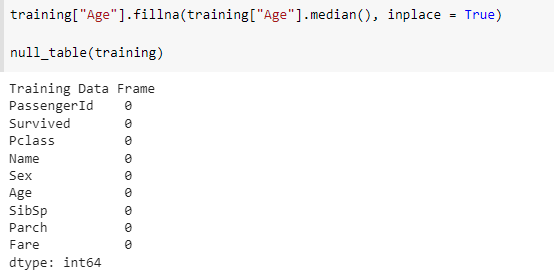 training["Age"].fillna(training["Age"].median(), inplace = True)
null_table(training)
Training Data Frame
PassengerId    0
Survived       0
Pclass         0
Name           0
Sex            0
Age            0
SibSp          0
Parch          0
Fare           0
dtype: int64